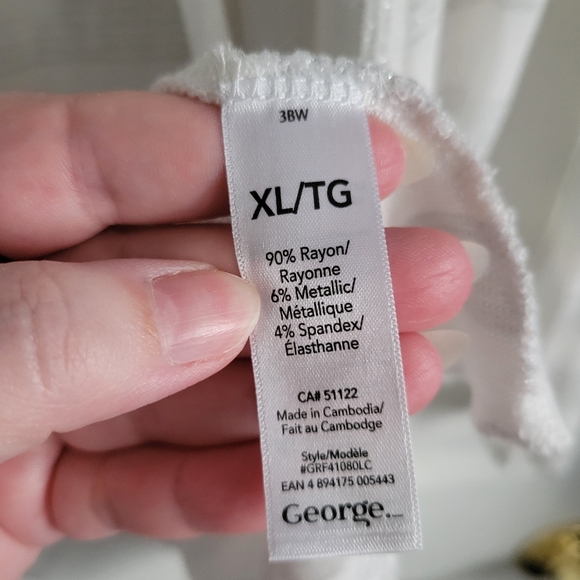 3BW
XL/TG
90% Rayon/
Rayonne
6% Metallic/
Métallique
4% Spandex/
Élasthanne
CA# 51122
Made in Cambodia/
Fait au Cambodge
Style/Modèle
#GRF41080LC
EAN 4 894175 005443
George.